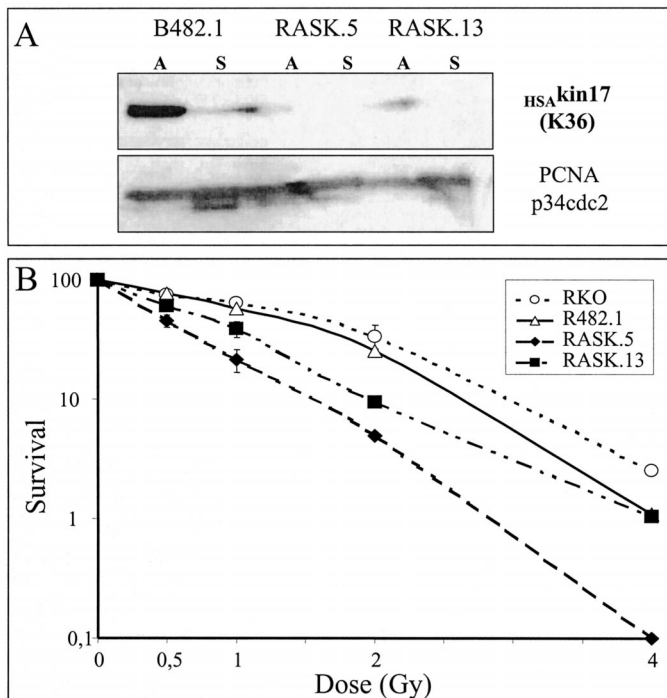 A
B482.1 RASK.5 RASK.13
A S A S A S
HSAkin17
(K36)
PCNA
p34cdc2
B
100
10
1
0,1
Survival
0 0,5 1 2 4
Dose (Gy)
RKO
R482.1
RASK.5
RASK.13